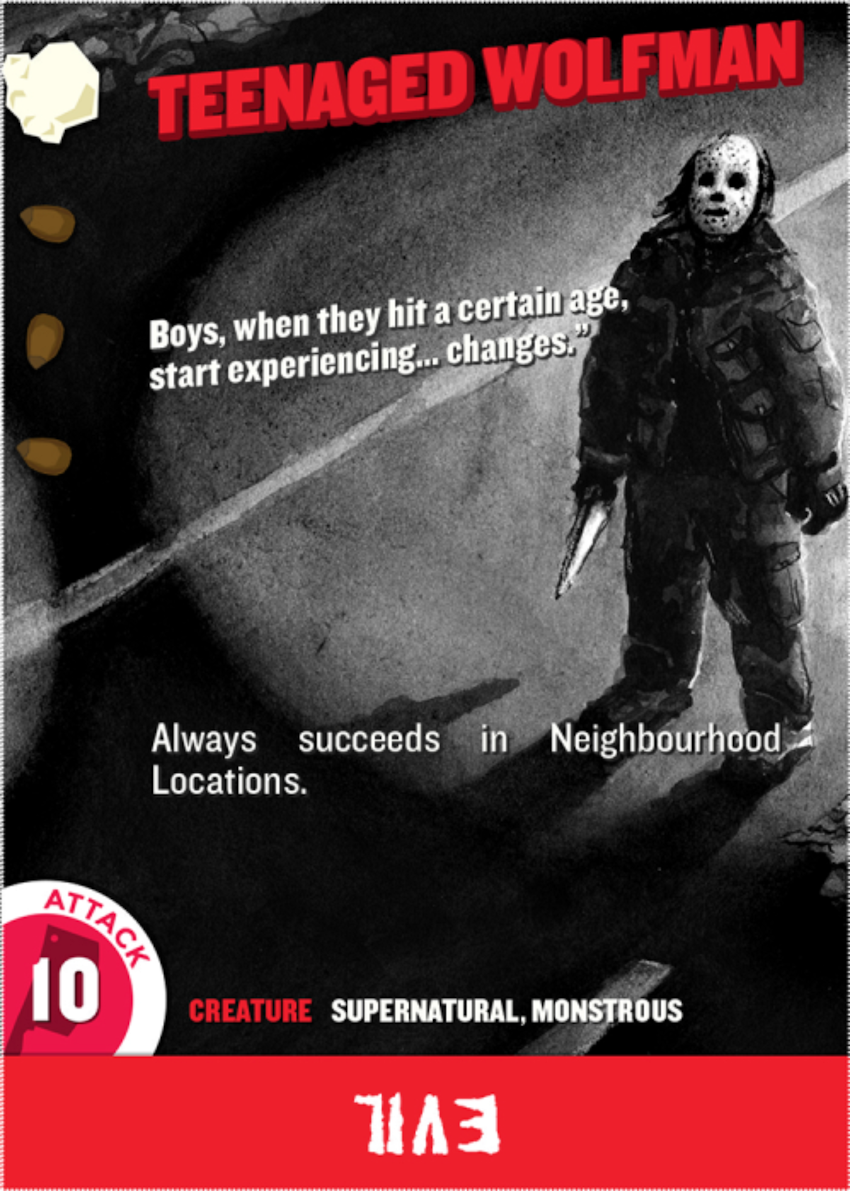 TEENAGED WOLFMAN
Boys, when they hit a certain age,
start experiencing... changes.”
Always succeeds in Neighbourhood
Locations.
ATTACK
10
CREATURE SUPERNATURAL, MONSTROUS
EVIL